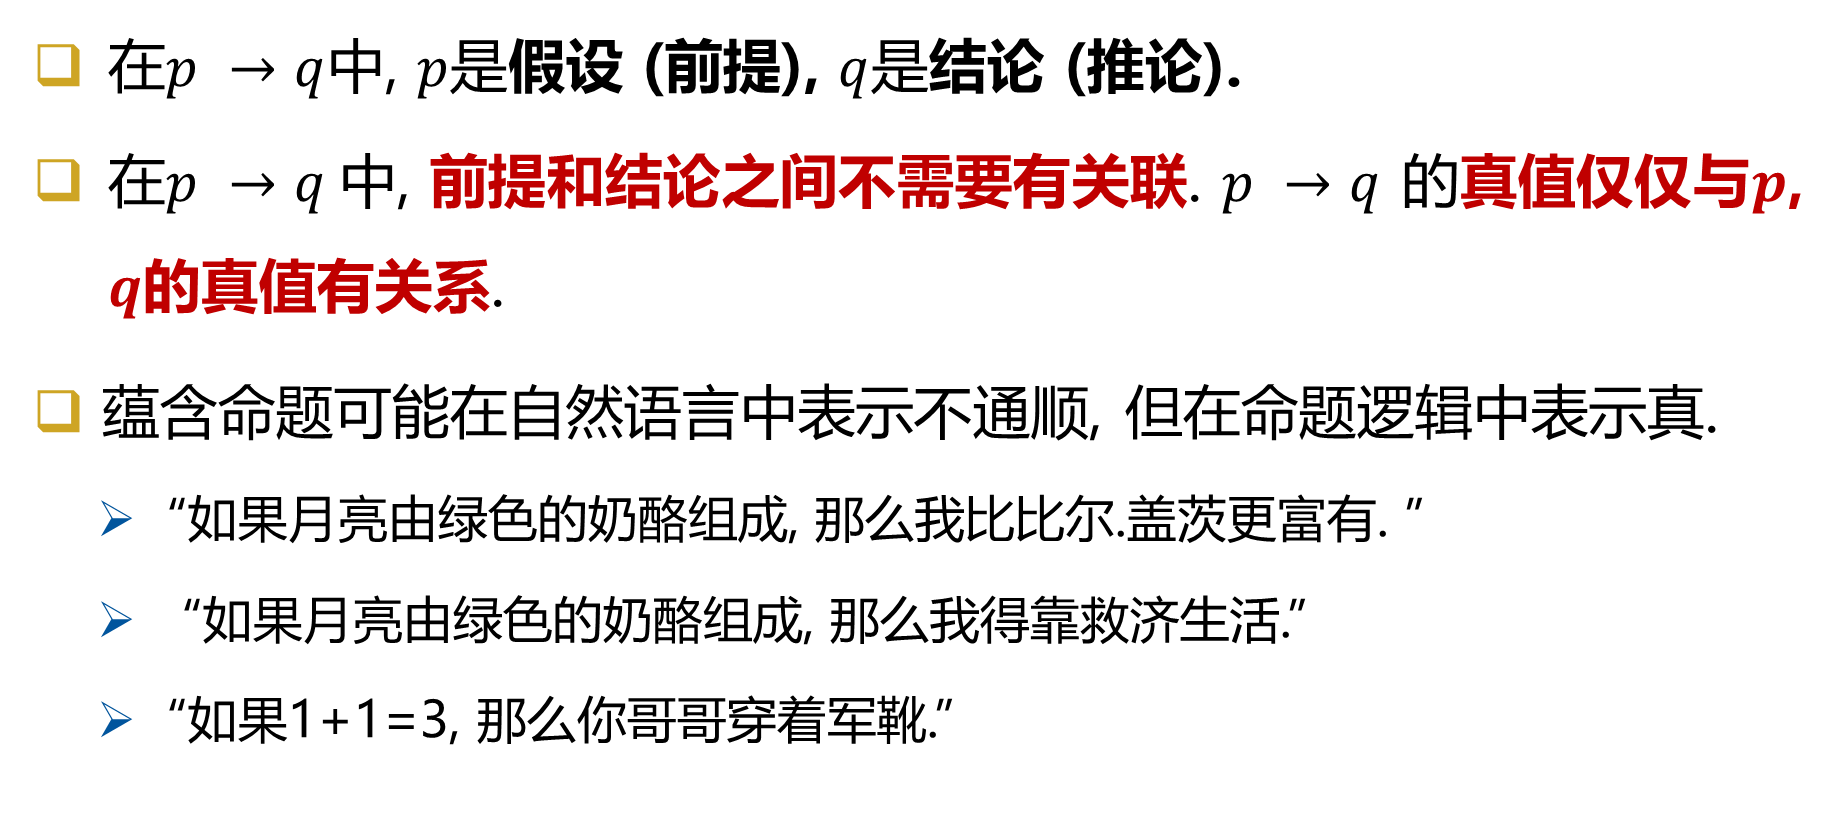 在p → q中, p是假设 (前提), q是结论 (推论).
在p → q 中, 前提和结论之间不需要有关联. p → q 的真值仅仅与p,
q的真值有关系.
蕴含命题可能在自然语言中表示不通顺, 但在命题逻辑中表示真.
“如果月亮由绿色的奶酪组成, 那么我比比尔.盖茨更富有. ”
“如果月亮由绿色的奶酪组成, 那么我得靠救济生活.”
“如果1+1=3, 那么你哥哥穿着军靴.”